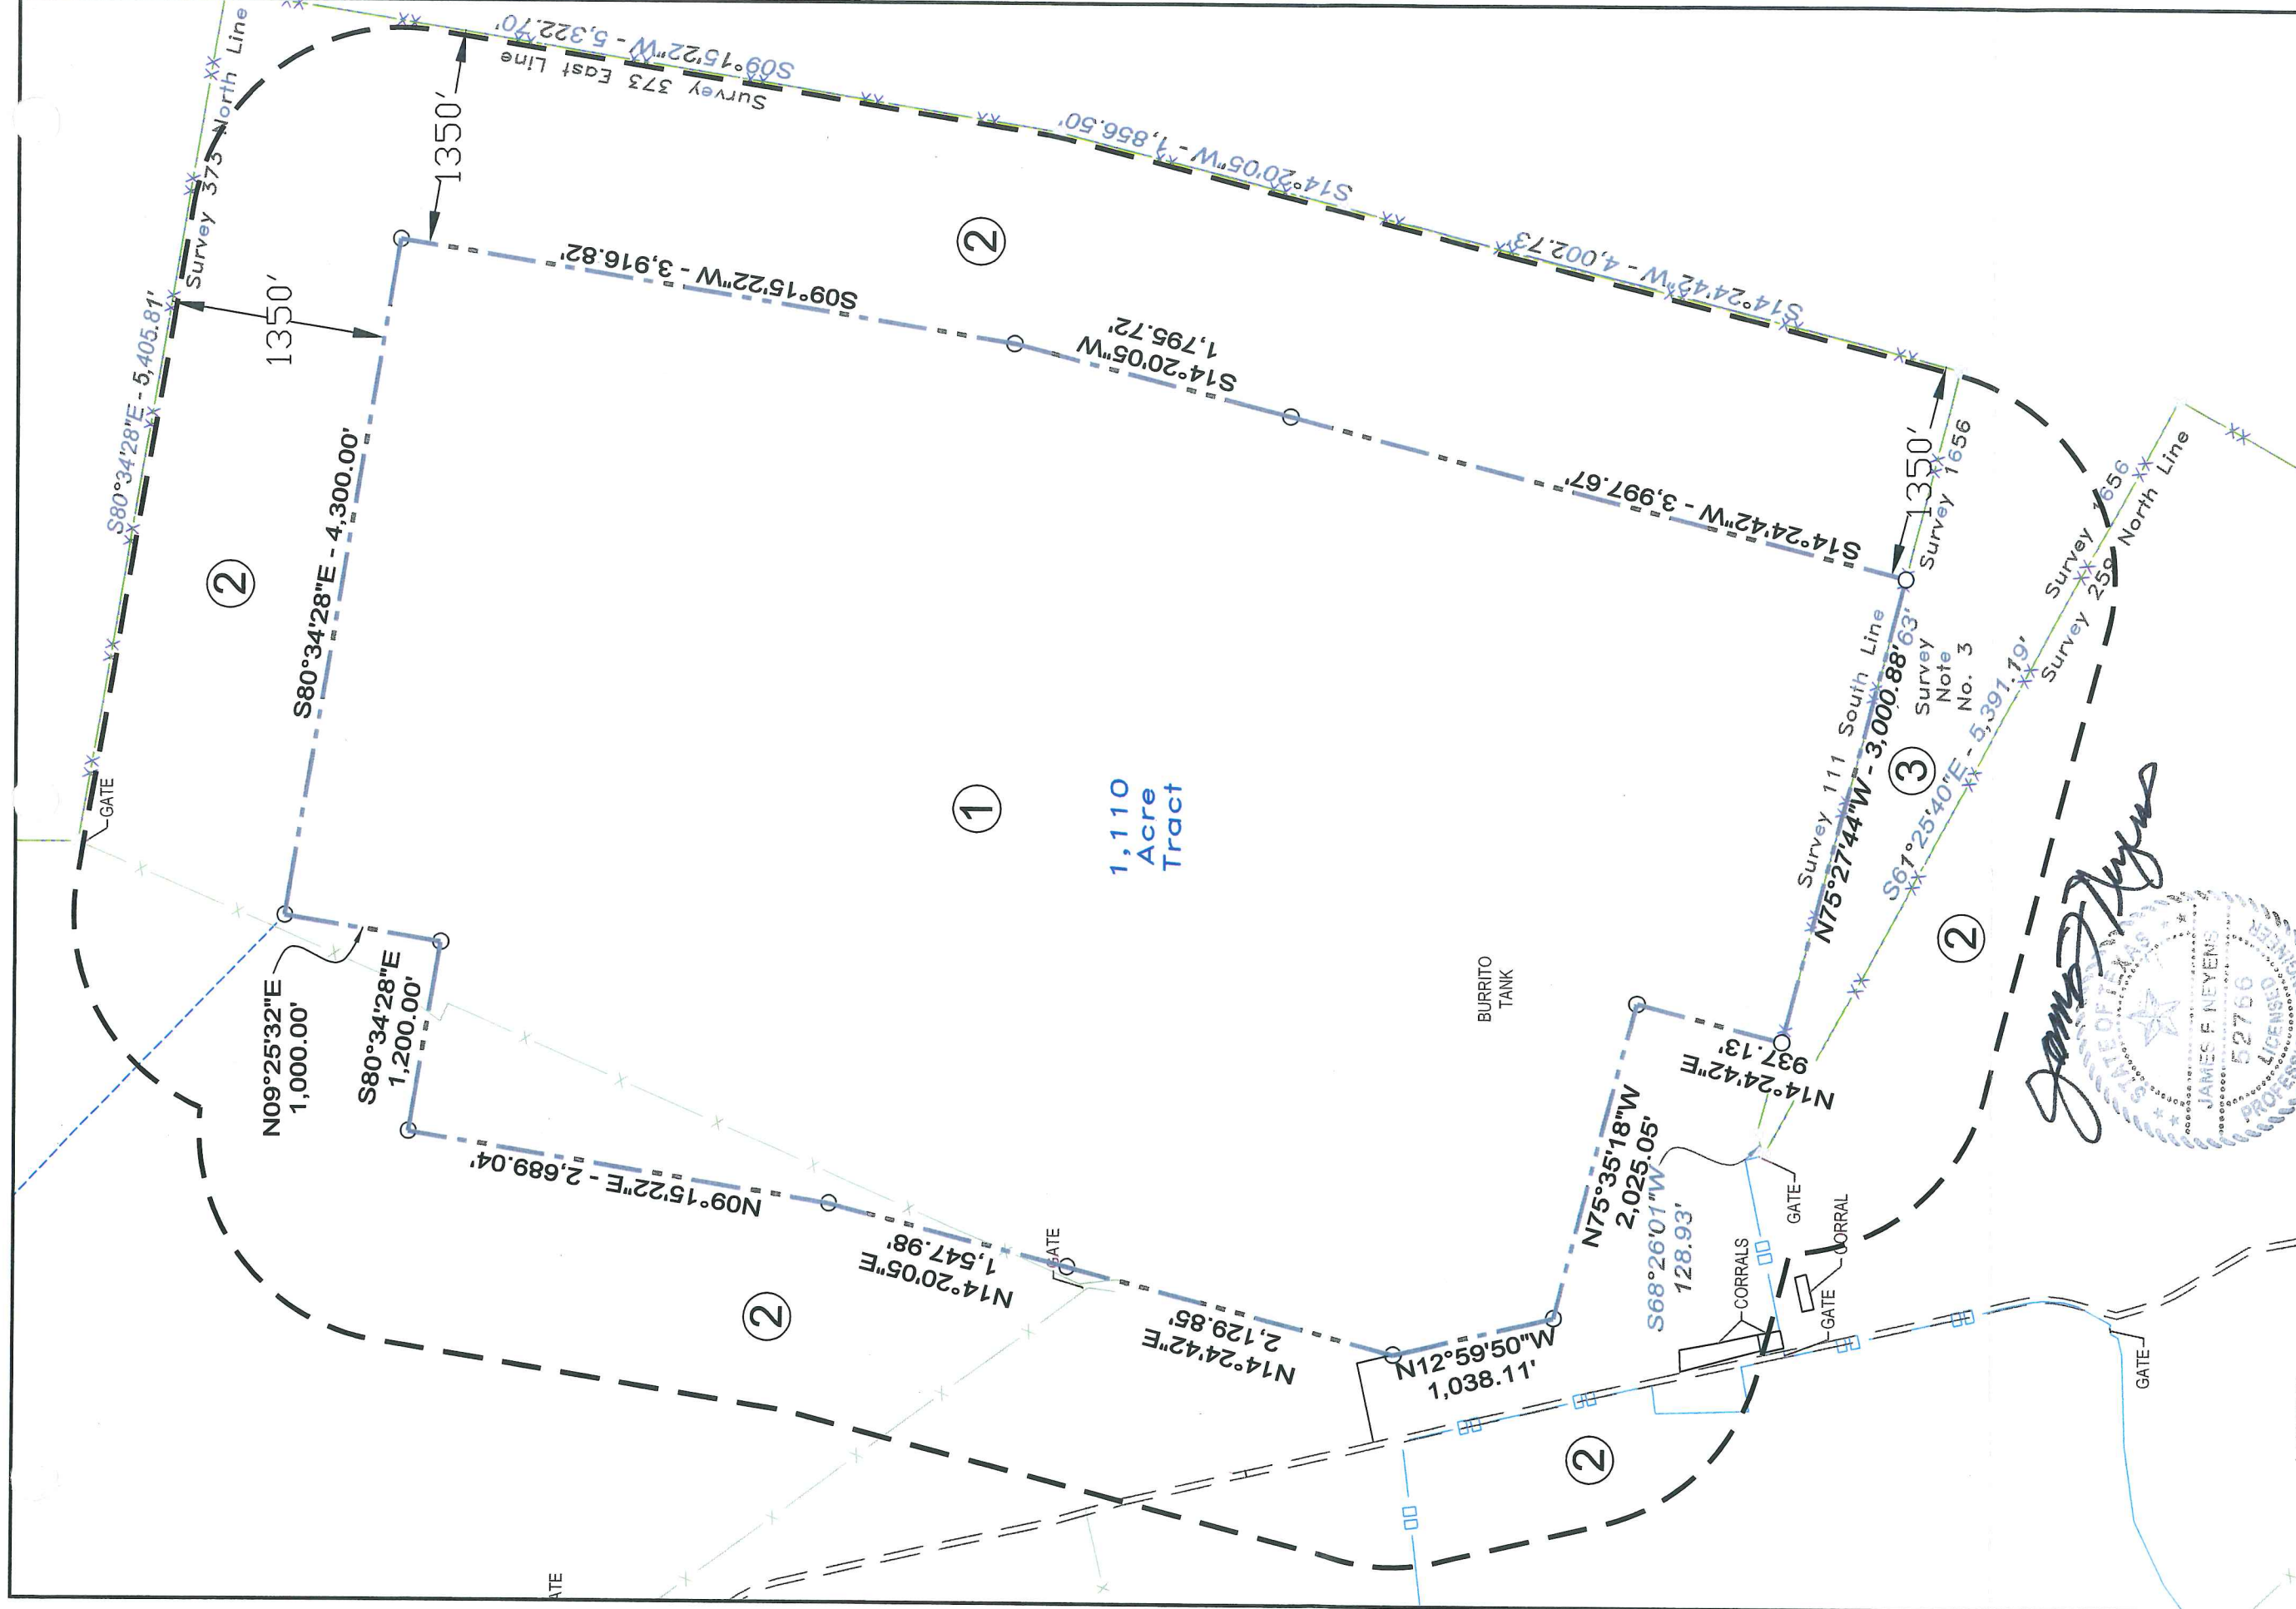 S80°34'28"E - 5,405.81'
Survey 373 North Line
S09°15'22"W - 5,322.70'
Survey 373 East Line
1350'
1350'
S14°20'05"W - 1,856.50'
S14°24'42"W - 4,002.73'
②
S80°34'28"E - 4,300.00'
S09°15'22"W - 3,916.82'
②
S14°20'05"W
1,795.72'
S14°24'42"W - 3,997.67'
1350'
Survey 1656
GATE
N09°25'32"E
1,000.00'
S80°34'28"E
1,200.00'
①
1,110
Acre
Tract
BURRITO
TANK
Survey 111 South Line
N75°27'44"W - 3,000.88'
63'
Survey
Note
No. 3
③
S61°25'40"E - 5,391.19'
Survey 1656
Survey 259 North Line
②
N09°15'22"E - 2,689.04'
②
N14°20'05"E
1,547.98'
GATE
N14°24'42"E
2,129.85'
N12°59'50"W
1,038.11'
N75°35'18"W
2,025.05'
N14°24'42"E
937.13'
S68°26'01"W
128.93'
GATE
CORRALS
CORRAL
GATE
②
GATE
ATE
STATE OF TEXAS
JAMES F. NEYENS
52766
LICENSED